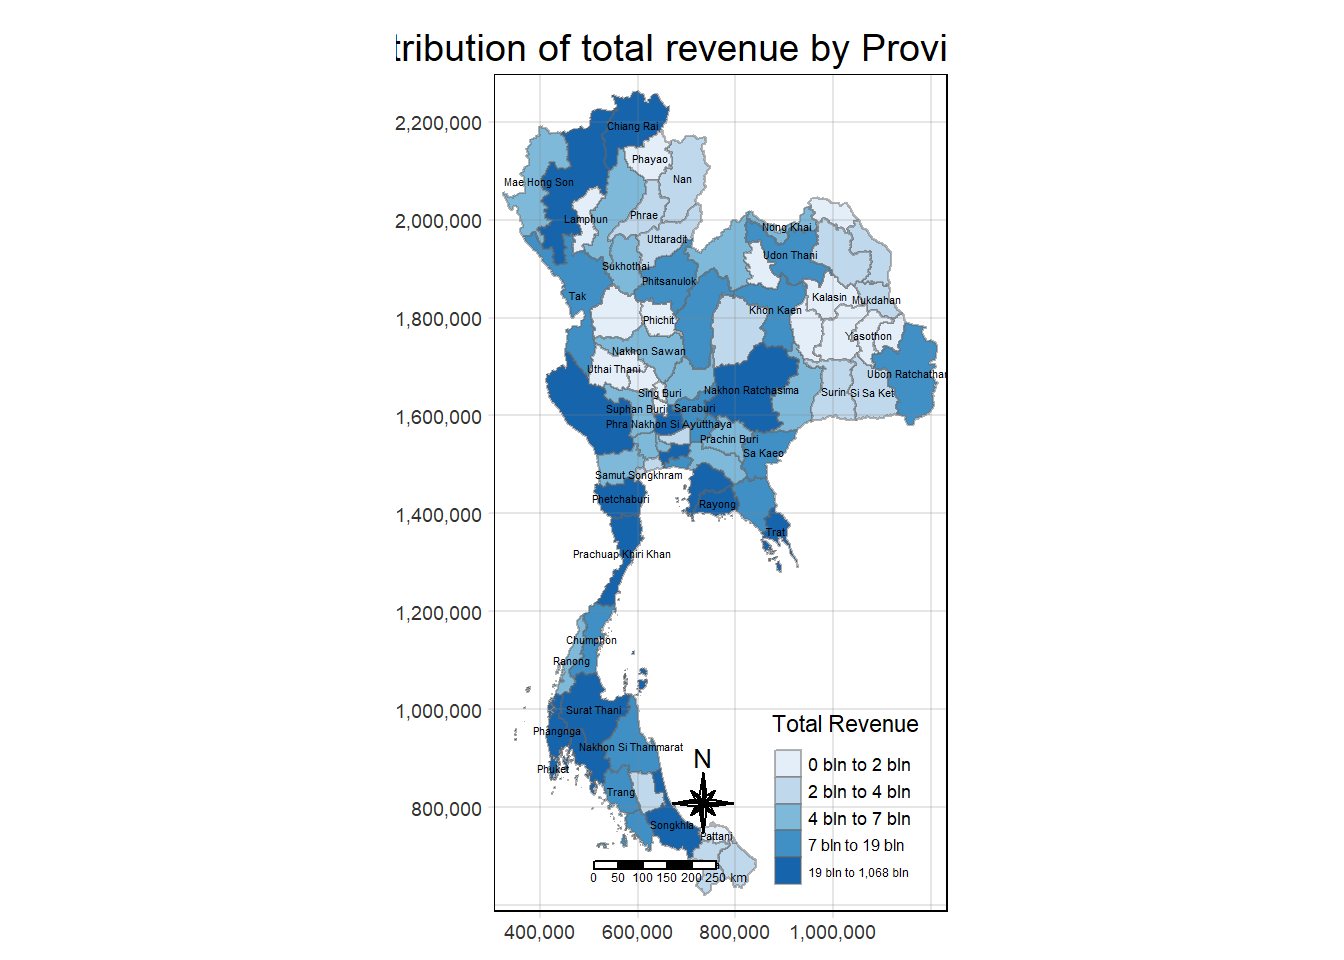 tribution of total revenue by Provi
2,200,000
2,000,000
1,800,000
1,600,000
1,400,000
1,200,000
1,000,000
800,000
Chiang Rai
Phayao
Mae Hong Son
Nan
Lamphun
Phrae
Nong Khai
Uttaradit
Udon Thani
Sukhothai
Phitsanulok
Tak
Kalasin
Mukdahan
Khon Kaen
Phichit
Yasothon
Nakhon Sawan
Uthai Thani
Ubon Ratchathan
Nakhon Ratchasima
Sing Buri
Surin
Si Sa Ket
Suphan Buri
Saraburi
Phra Nakhon Si Ayutthaya
Prachin Buri
Sa Kaeo
Samut Songkhram
Phetchaburi
Rayong
Trat
Prachuap Khiri Khan
Chumphon
Ranong
Surat Thani
Phangnga
Nakhon Si Thammarat
Phuket
Trang
Songkhla
Pattani
N
Total Revenue
0 bln to 2 bln
2 bln to 4 bln
4 bln to 7 bln
7 bln to 19 bln
19 bln to 1,068 bln
0 50 100 150 200 250 km
400,000 600,000 800,000 1,000,000